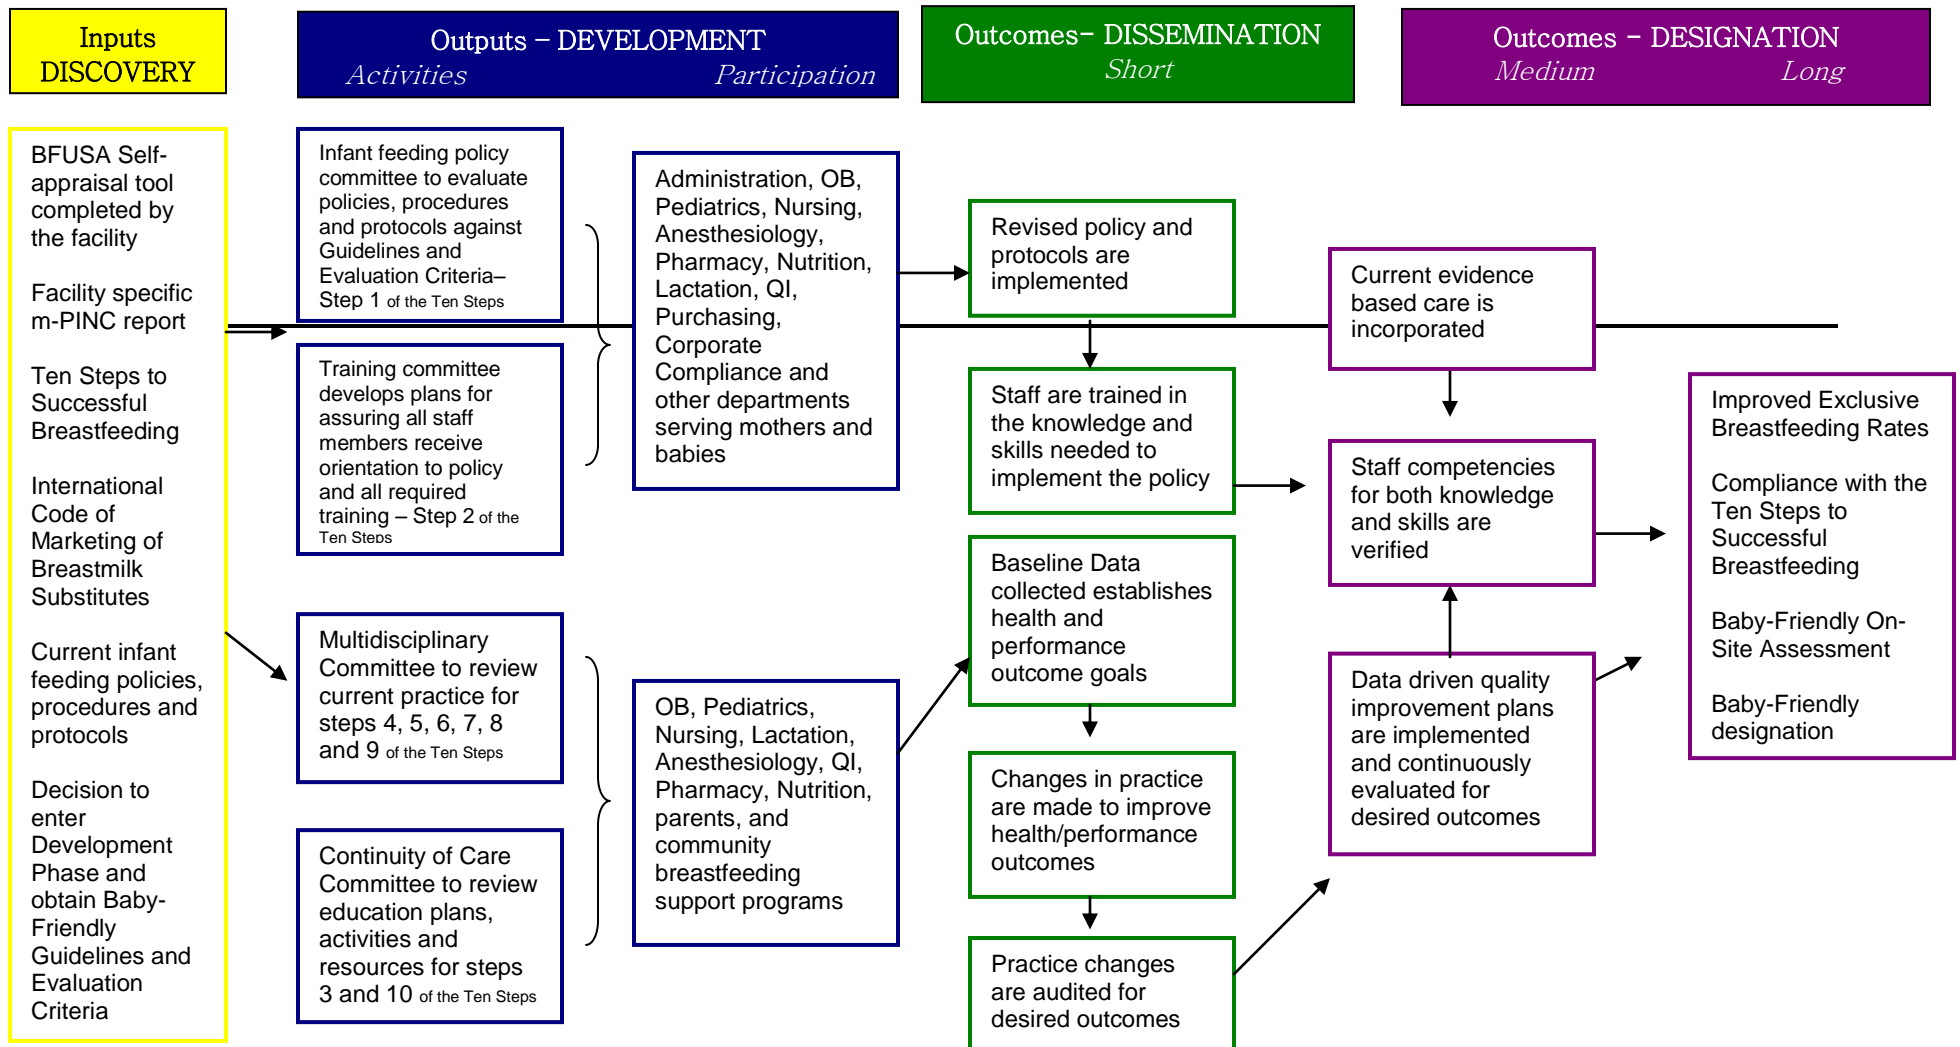 Inputs
DISCOVERY
Outputs – DEVELOPMENT
Activities Participation
Outcomes- DISSEMINATION
Short
Outcomes - DESIGNATION
Medium Long
BFUSA Self-
appraisal tool
completed by
the facility
Facility specific
m-PINC report
Ten Steps to
Successful
Breastfeeding
International
Code of
Marketing of
Breastmilk
Substitutes
Current infant
feeding policies,
procedures and
protocols
Decision to
enter
Development
Phase and
obtain Baby-
Friendly
Guidelines and
Evaluation
Criteria
Infant feeding policy
committee to evaluate
policies, procedures
and protocols against
Guidelines and
Evaluation Criteria–
Step 1 of the Ten Steps
Training committee
develops plans for
assuring all staff
members receive
orientation to policy
and all required
training – Step 2 of the
Ten Steps
Multidisciplinary
Committee to review
current practice for
steps 4, 5, 6, 7, 8
and 9 of the Ten Steps
Continuity of Care
Committee to review
education plans,
activities and
resources for steps
3 and 10 of the Ten Steps
Administration, OB,
Pediatrics, Nursing,
Anesthesiology,
Pharmacy, Nutrition,
Lactation, QI,
Purchasing,
Corporate
Compliance and
other departments
serving mothers and
babies
OB, Pediatrics,
Nursing, Lactation,
Anesthesiology, QI,
Pharmacy, Nutrition,
parents, and
community
breastfeeding
support programs
Revised policy and
protocols are
implemented
Staff are trained in
the knowledge and
skills needed to
implement the policy
Baseline Data
collected establishes
health and
performance
outcome goals
Changes in practice
are made to improve
health/performance
outcomes
Practice changes
are audited for
desired outcomes
Current evidence
based care is
incorporated
Staff competencies
for both knowledge
and skills are
verified
Data driven quality
improvement plans
are implemented
and continuously
evaluated for
desired outcomes
Improved Exclusive
Breastfeeding Rates
Compliance with the
Ten Steps to
Successful
Breastfeeding
Baby-Friendly On-
Site Assessment
Baby-Friendly
designation